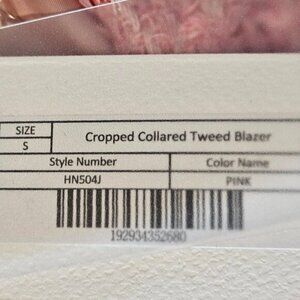 SIZE Cropped Collared Tweed Blazer
S
Style Number Color Name
HN504J PINK
192934352680